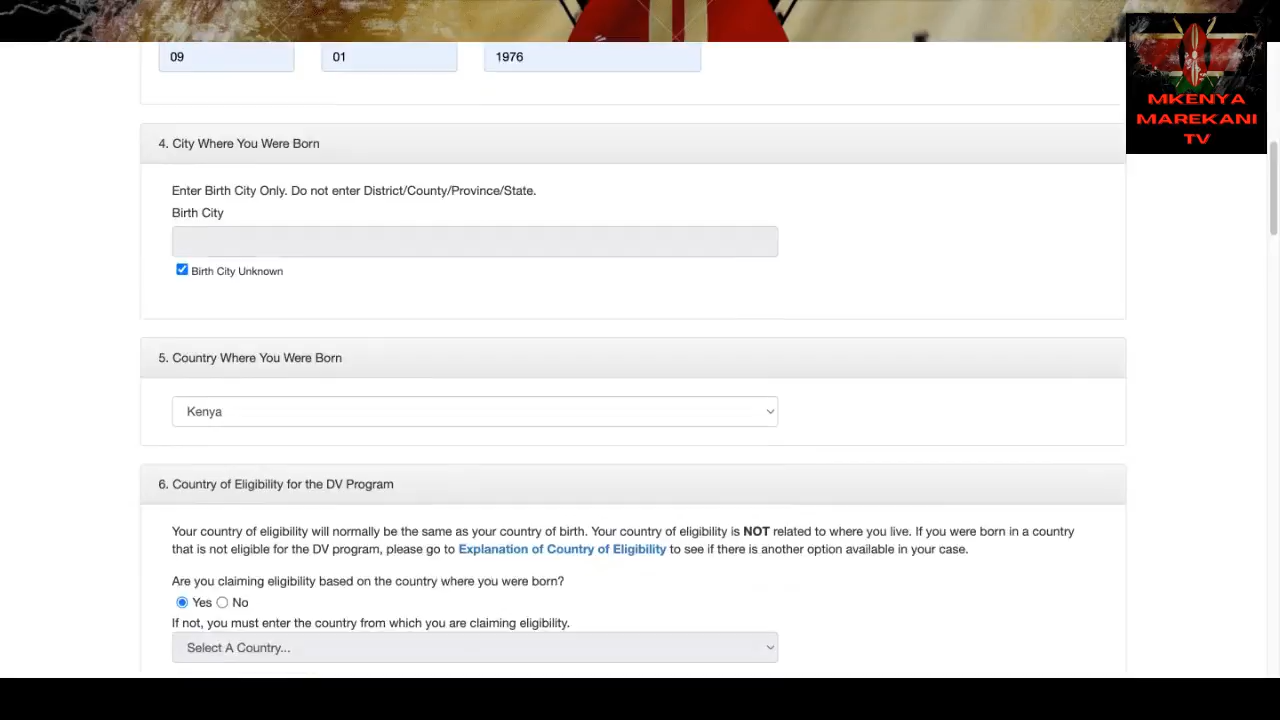 09 01 1976
MKENYA
MAREKANI
TV
4. City Where You Were Born
Enter Birth City Only. Do not enter District/County/Province/State.
Birth City
Birth City Unknown
5. Country Where You Were Born
Kenya
6. Country of Eligibility for the DV Program
Your country of eligibility will normally be the same as your country of birth. Your country of eligibility is NOT related to where you live. If you were born in a country
that is not eligible for the DV program, please go to Explanation of Country of Eligibility to see if there is another option available in your case.
Are you claiming eligibility based on the country where you were born?
Yes No
If not, you must enter the country from which you are claiming eligibility.
Select A Country...